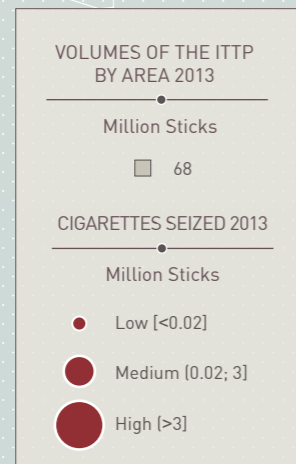 VOLUMES OF THE ITTP
BY AREA 2013
Million Sticks
68
CIGARETTES SEIZED 2013
Million Sticks
Low [<0.02]
Medium (0.02; 3]
High (>3]